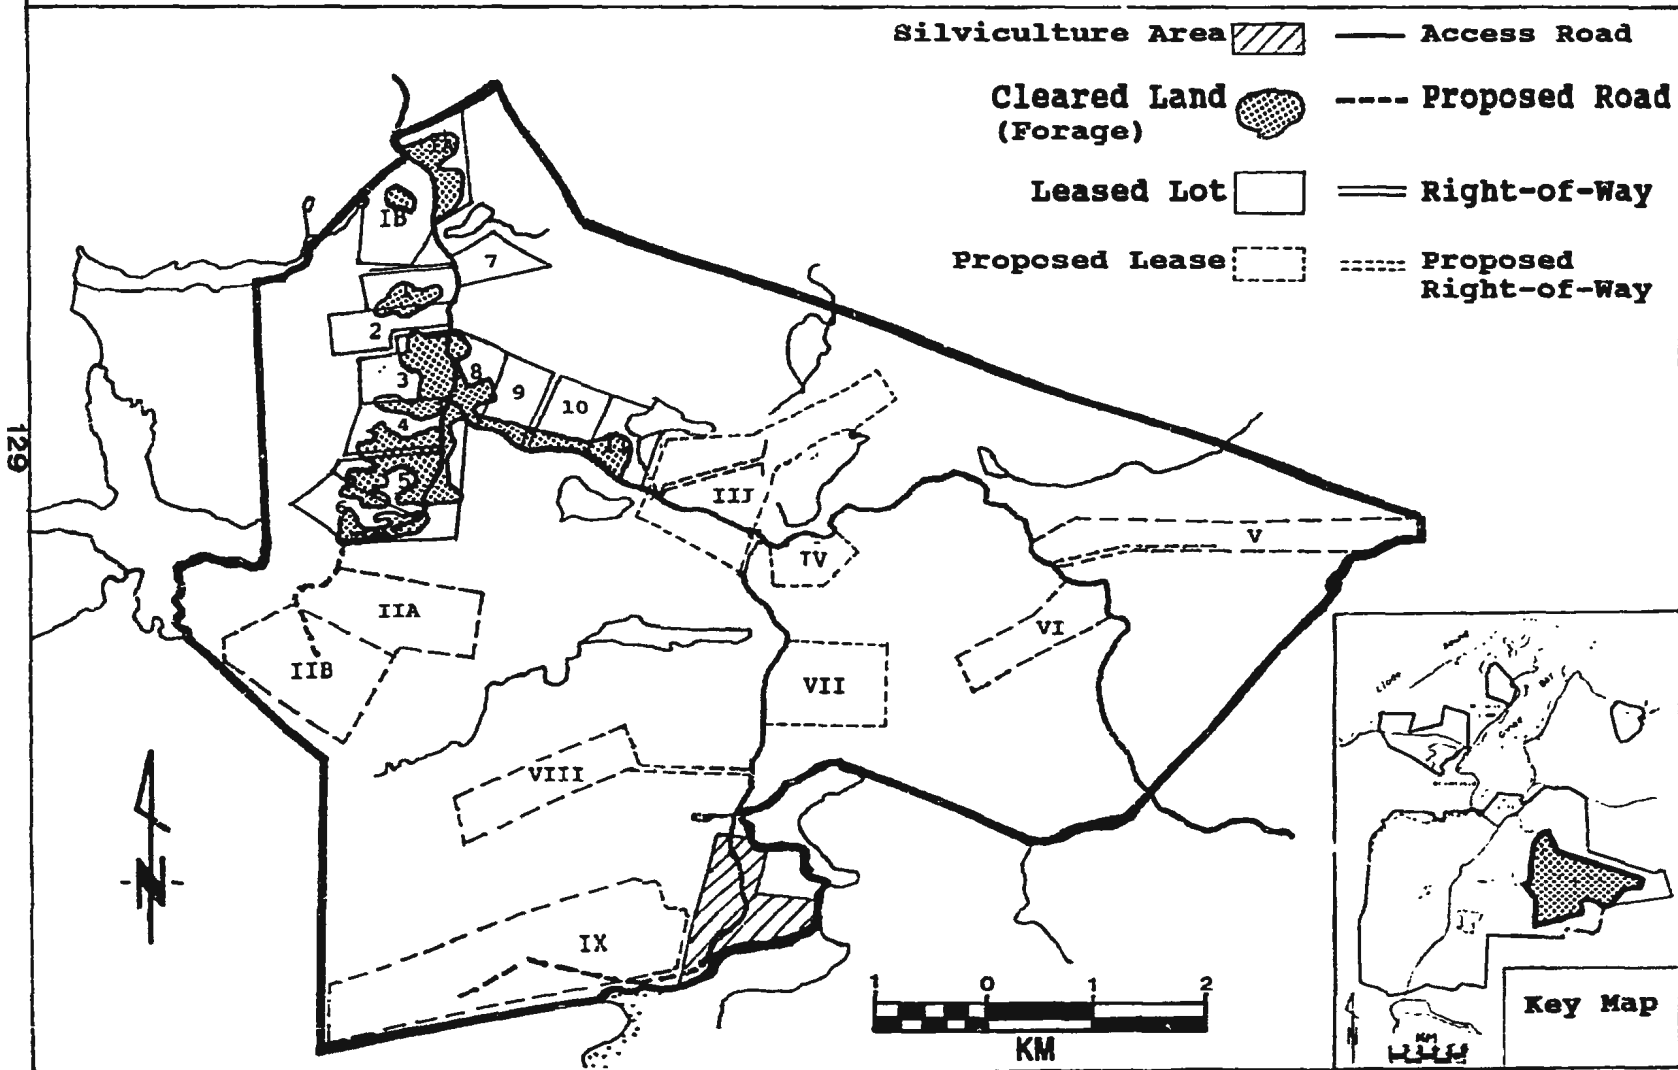 Silviculture Area
Access Road
Cleared Land
(Forage)
Proposed Road
Leased Lot
Right-of-Way
Proposed Lease
Proposed
Right-of-Way
IB
7
2
3
8
9
10
4
5
129
IIJ
IV
V
IIA
IIB
VI
VII
VIII
IX
N
1 0 1 2
KM
Key Map
N
KM